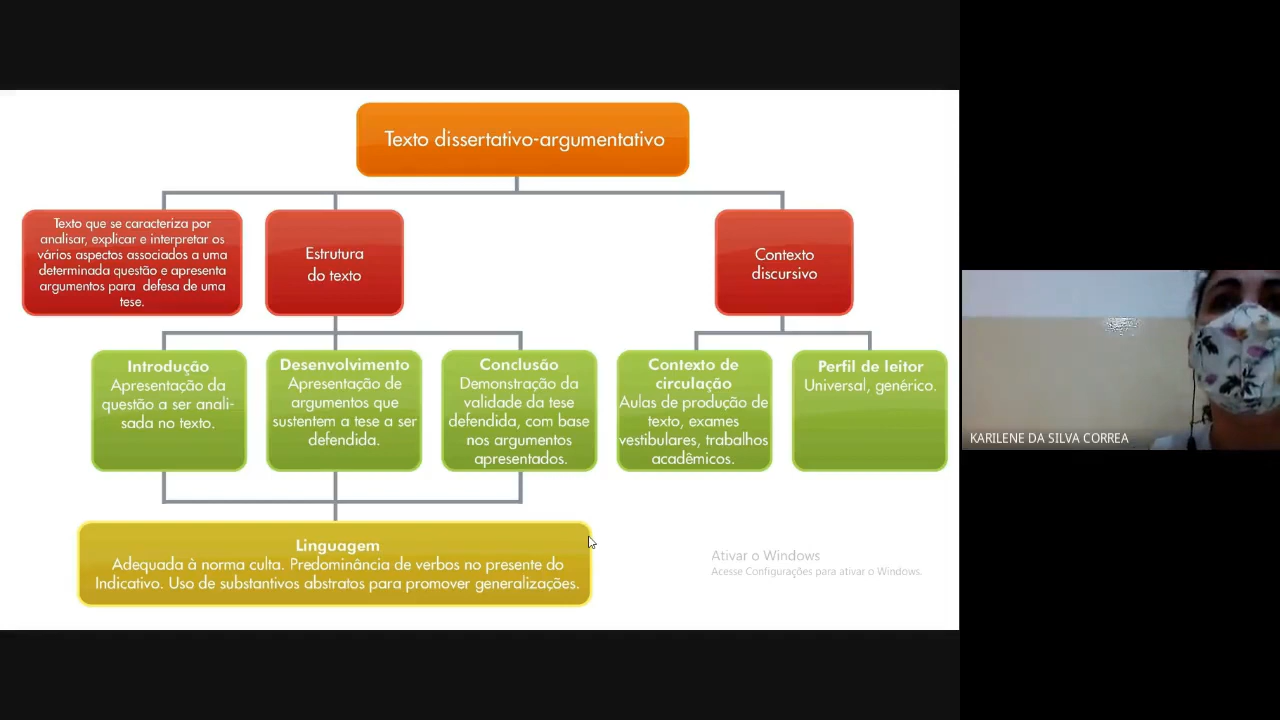 Texto dissertativo-argumentativo
Texto que se caracteriza por
analisar, explicar e interpretar os
vários aspectos associados a uma
determinada questão e apresenta
argumentos para defesa de uma
tese.
Estrutura
do texto
Contexto
discursivo
Introdução
Apresentação da
questão a ser anali-
sada no texto.
Desenvolvimento
Apresentação de
argumentos que
sustentem a tese a ser
defendida.
Conclusão
Demonstração da
validade da tese
defendida, com base
nos argumentos
apresentados.
Contexto de
circulação
Aulas de produção de
texto, exames
vestibulares, trabalhos
acadêmicos.
Perfil de leitor
Universal, genérico.
Linguagem
Adequada à norma culta. Predominância de verbos no presente do
Indicativo. Uso de substantivos abstratos para promover generalizações.
Ativar o Windows
Acesse Configurações para ativar o Windows.
KARILENE DA SILVA CORREA